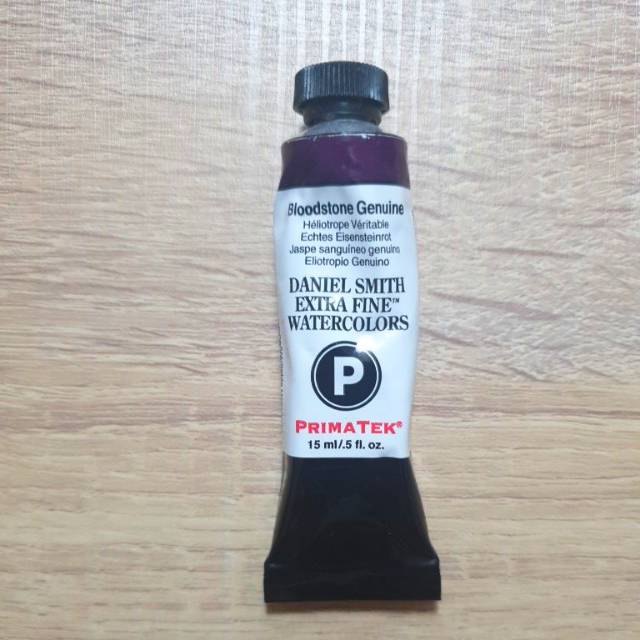 Bloodstone Genuine
Héliotrope Véritable
Echtes Eisensteinrot
Jaspe sanguíneo genuino
Eliotropio Genuino
DANIEL SMITH
EXTRA FINE™
WATERCOLORS
P
PRIMATEK®
15 ml/.5 fl. oz.